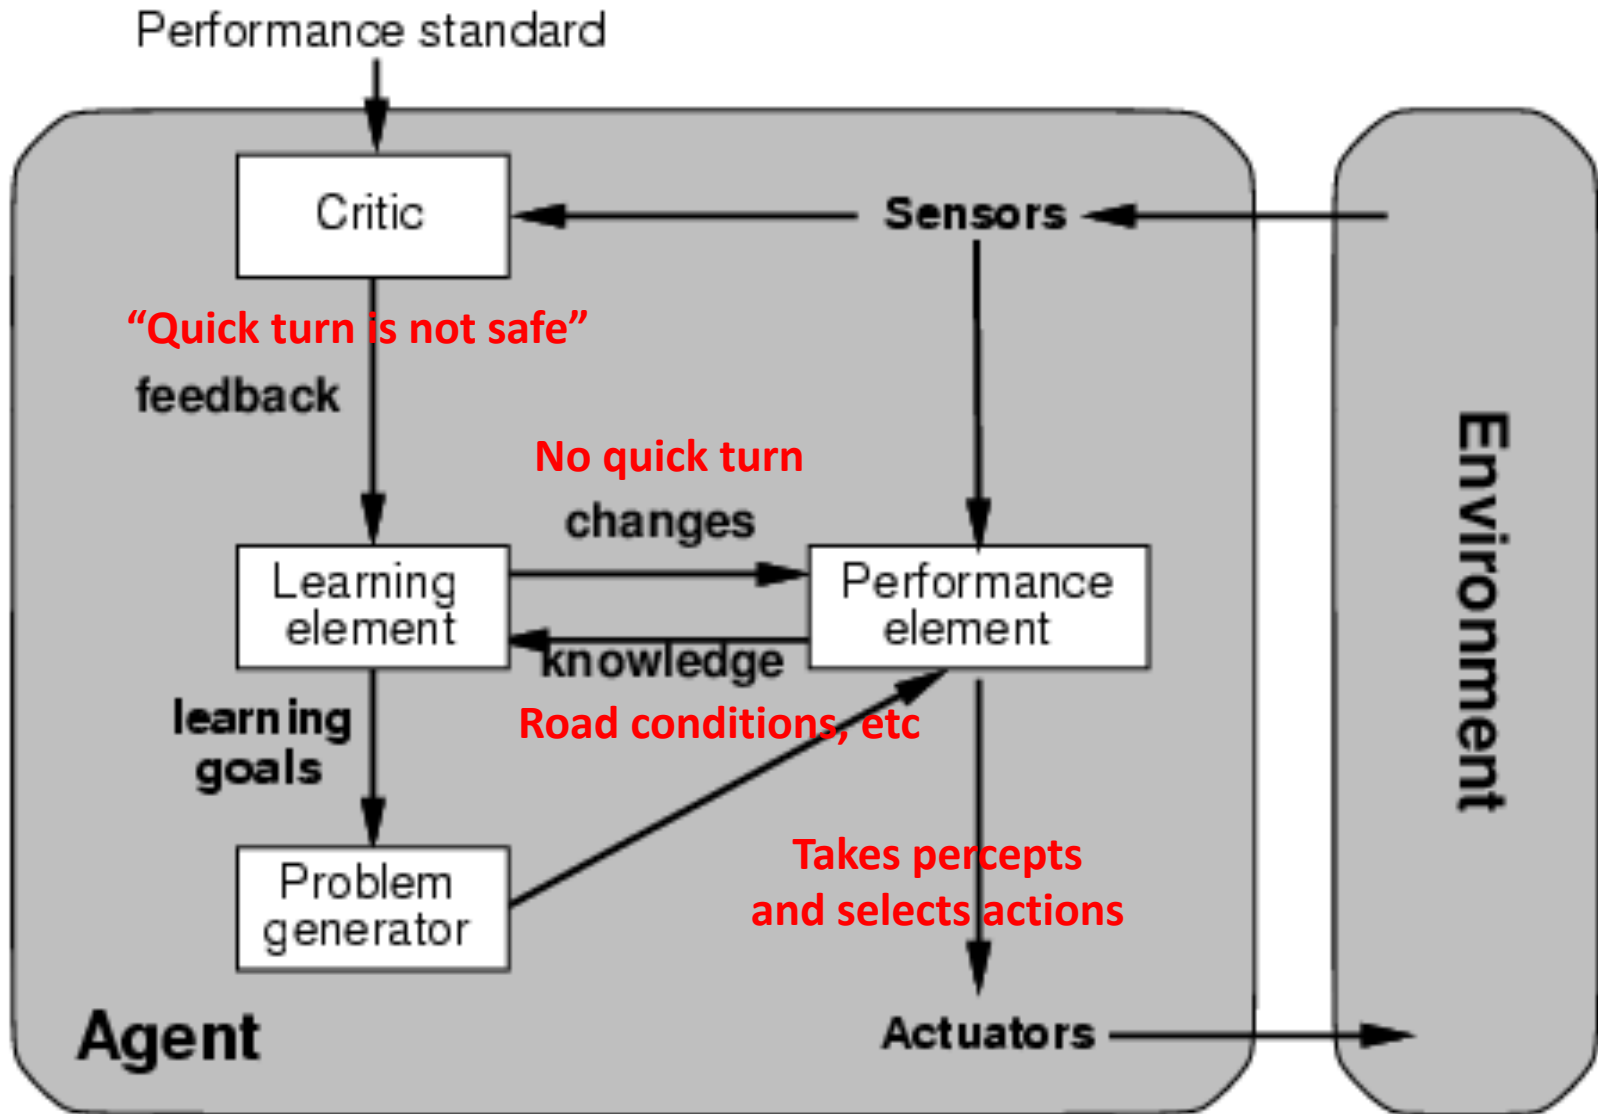 Performance standard
Critic
Sensors
“Quick turn is not safe”
feedback
No quick turn
changes
Learning
element
Performance
element
knowledge
Road conditions, etc
learning
goals
Problem
generator
Takes percepts
and selects actions
Agent
Actuators
Environment